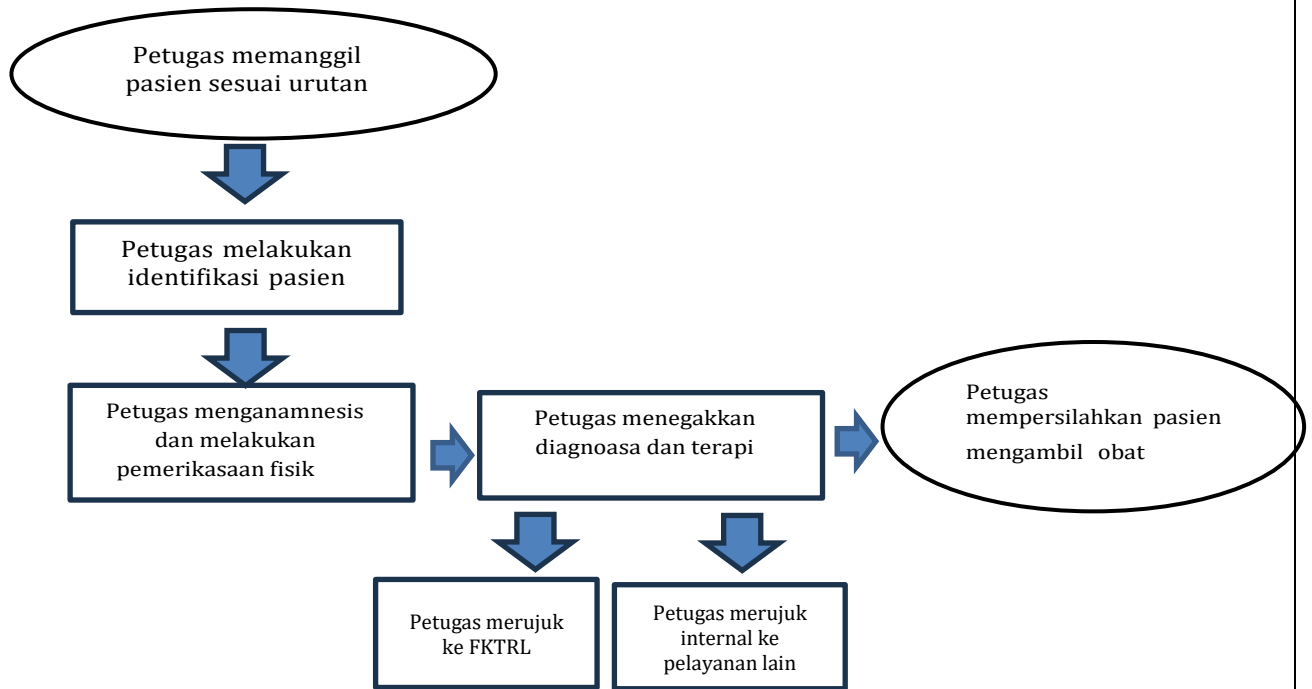 Petugas memanggil
pasien sesuai urutan
Petugas melakukan
identifikasi pasien
Petugas menganamnesis
dan melakukan
pemerikasaan fisik
Petugas menegakkan
diagnoasa dan terapi
Petugas
mempersilahkan pasien
mengambil obat
Petugas merujuk
ke FKTRL
Petugas merujuk
internal ke
pelayanan lain